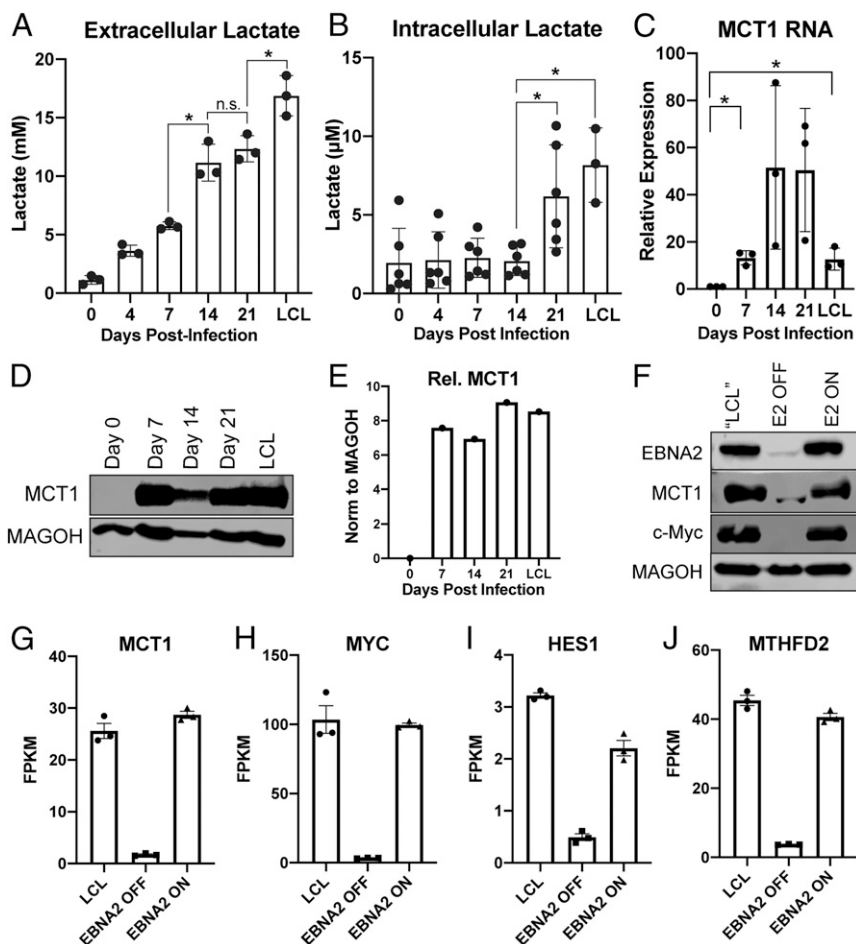 A
Extracellular Lactate
Lactate (mM)
20
15
10
5
0
*
n.s.
*
0 4 7 14 21 LCL
Days Post-Infection
B
Intracellular Lactate
Lactate (µM)
15
10
5
0
*
*
0 4 7 14 21 LCL
Days Post Infection
C
MCT1 RNA
Relative Expression
100
80
60
40
20
0
*
*
0 7 14 21 LCL
Days Post Infection
D
Day 0 Day 7 Day 14 Day 21 LCL
MCT1
MAGOH
E
Rel. MCT1
Norm to MAGOH
10
8
6
4
2
0
0 7 14 21 LCL
Days Post Infection
F
"LCL" E2 OFF E2 ON
EBNA2
MCT1
c-Myc
MAGOH
G
MCT1
FPKM
40
30
20
10
0
LCL EBNA2 OFF EBNA2 ON
H
MYC
FPKM
150
100
50
0
LCL EBNA2 OFF EBNA2 ON
I
HES1
FPKM
4
3
2
1
0
LCL EBNA2 OFF EBNA2 ON
J
MTHFD2
FPKM
60
40
20
0
LCL EBNA2 OFF EBNA2 ON